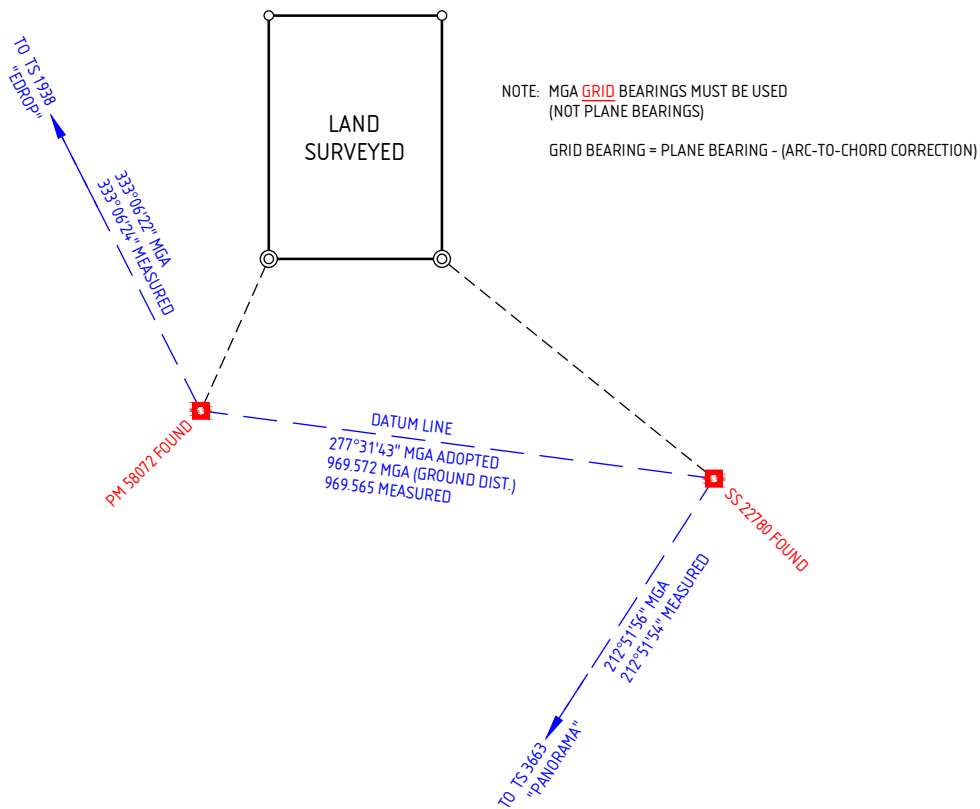 TO TS 1938
"EDROP"
333°06'22" MGA
333°06'24" MEASURED
LAND
SURVEYED
NOTE: MGA GRID BEARINGS MUST BE USED
(NOT PLANE BEARINGS)
GRID BEARING = PLANE BEARING - (ARC-TO-CHORD CORRECTION)
PM 58072 FOUND
DATUM LINE
277°31'43" MGA ADOPTED
969.572 MGA (GROUND DIST.)
969.565 MEASURED
SS 22780 FOUND
212°51'56" MGA
212°51'54" MEASURED
TO TS 3663
"PANORAMA"